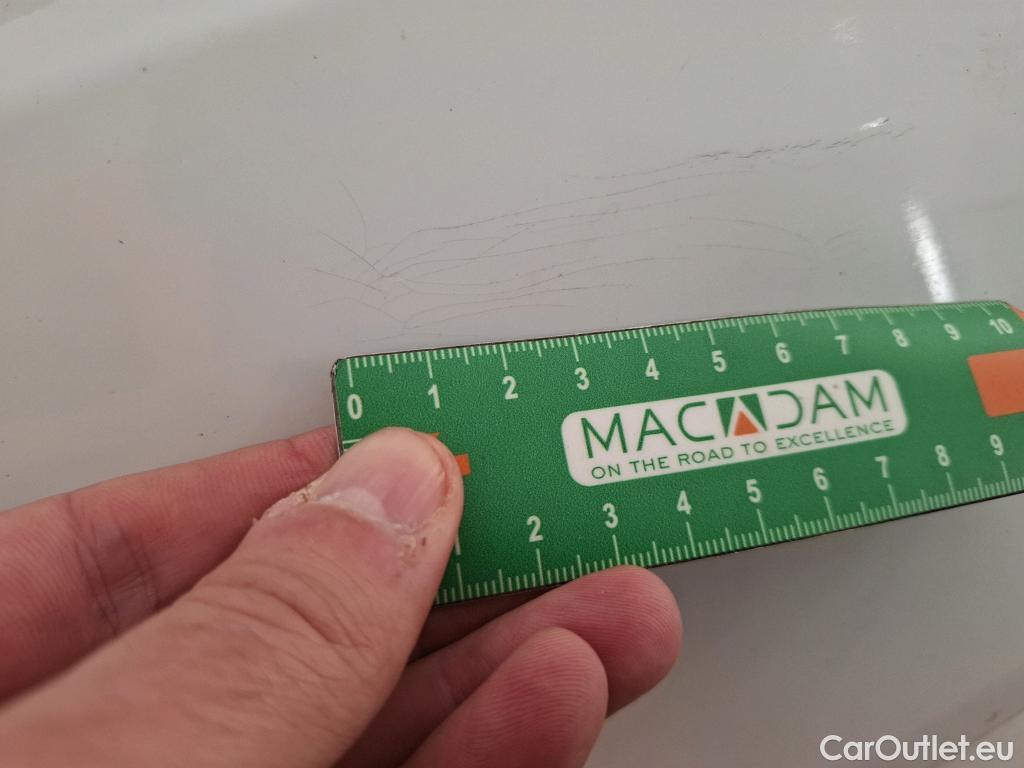 0 1 2 3 4 5 6 7 8 9 10
MACADAM
ON THE ROAD TO EXCELLENCE
2 3 4 5 6 7 8 9
CarOutlet.eu